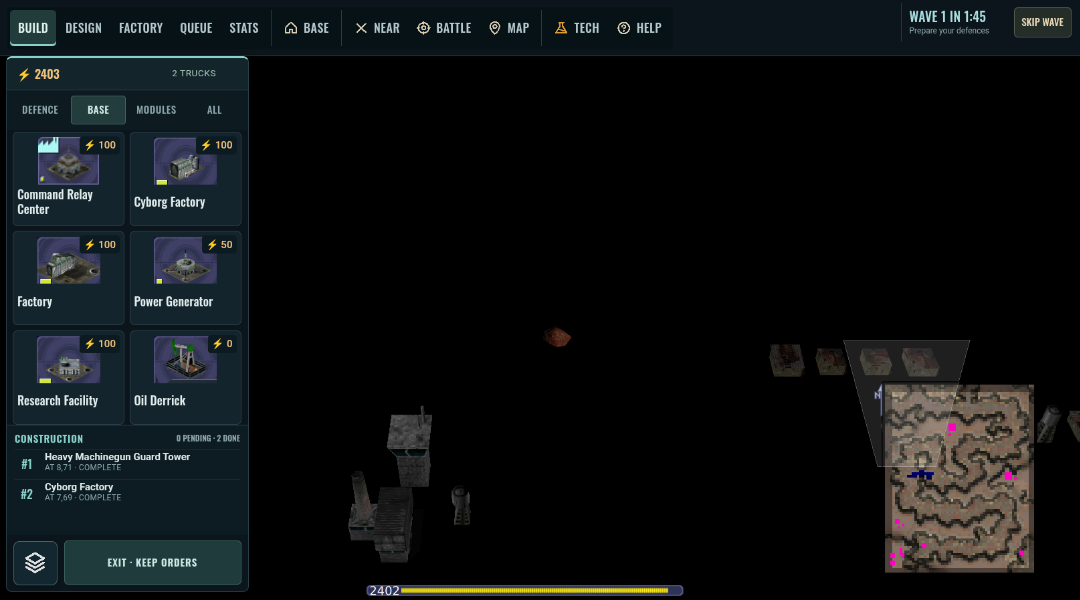 BUILD
DESIGN
FACTORY
QUEUE
STATS
BASE
NEAR
BATTLE
MAP
TECH
HELP
WAVE 1 IN 1:45
Prepare your defences
SKIP WAVE
2403
2 TRUCKS
DEFENCE
BASE
MODULES
ALL
100
Command Relay
Center
100
Cyborg Factory
100
Factory
50
Power Generator
100
Research Facility
0
Oil Derrick
CONSTRUCTION
0 PENDING · 2 DONE
#1
Heavy Machinegun Guard Tower
AT 8,71 · COMPLETE
#2
Cyborg Factory
AT 7,69 · COMPLETE
EXIT · KEEP ORDERS
2402
N